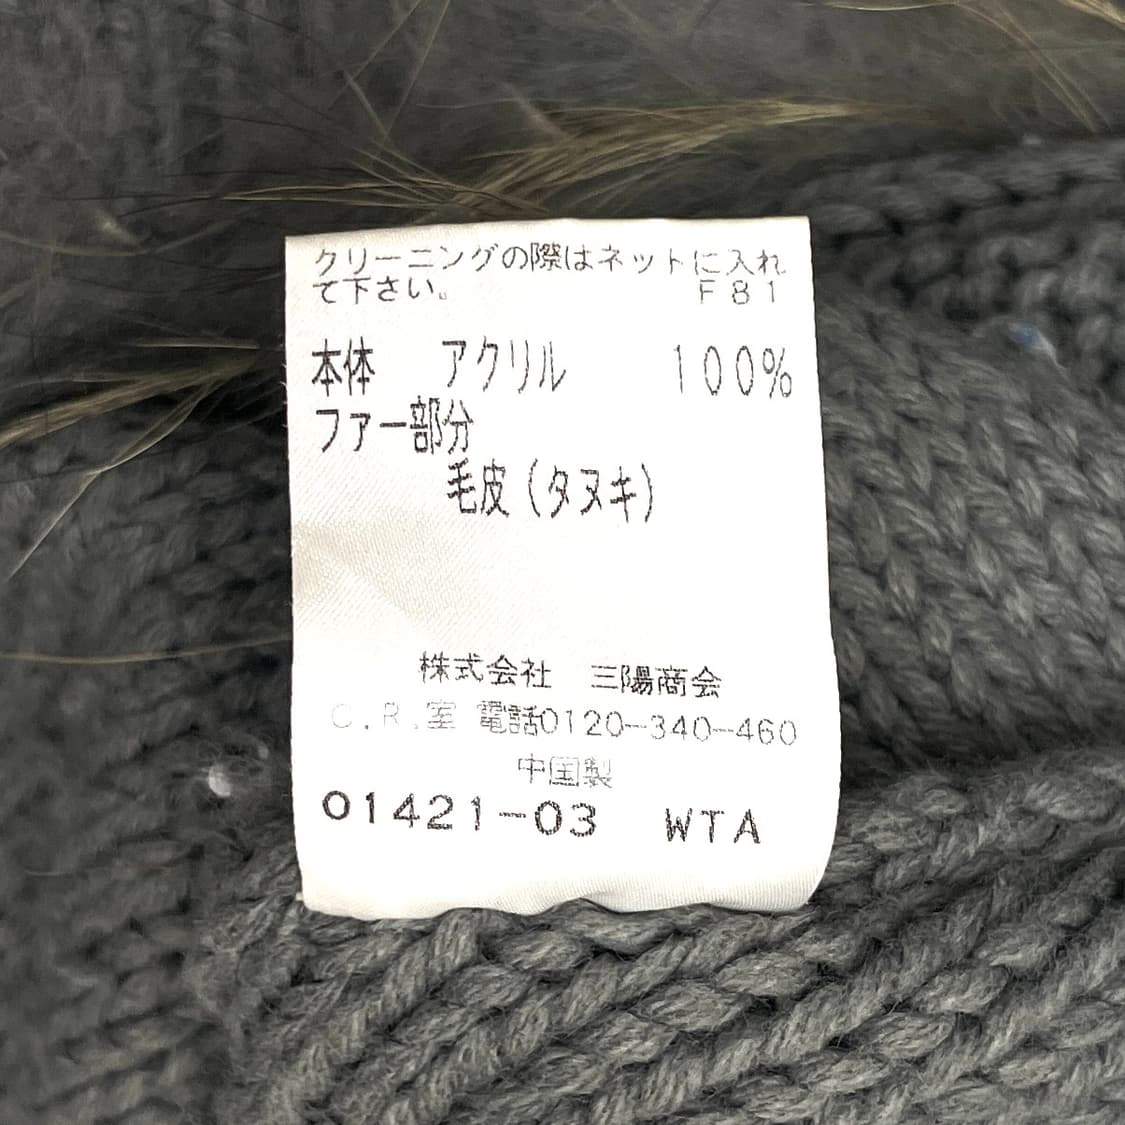 クリーニングの際はネットに入れ
て下さい。 F81
本体 アクリル 100%
ファー部分
毛皮(タヌキ)
株式会社 三陽商会
C.R.室 電話0120-340-460
中国製
01421-03 WTA